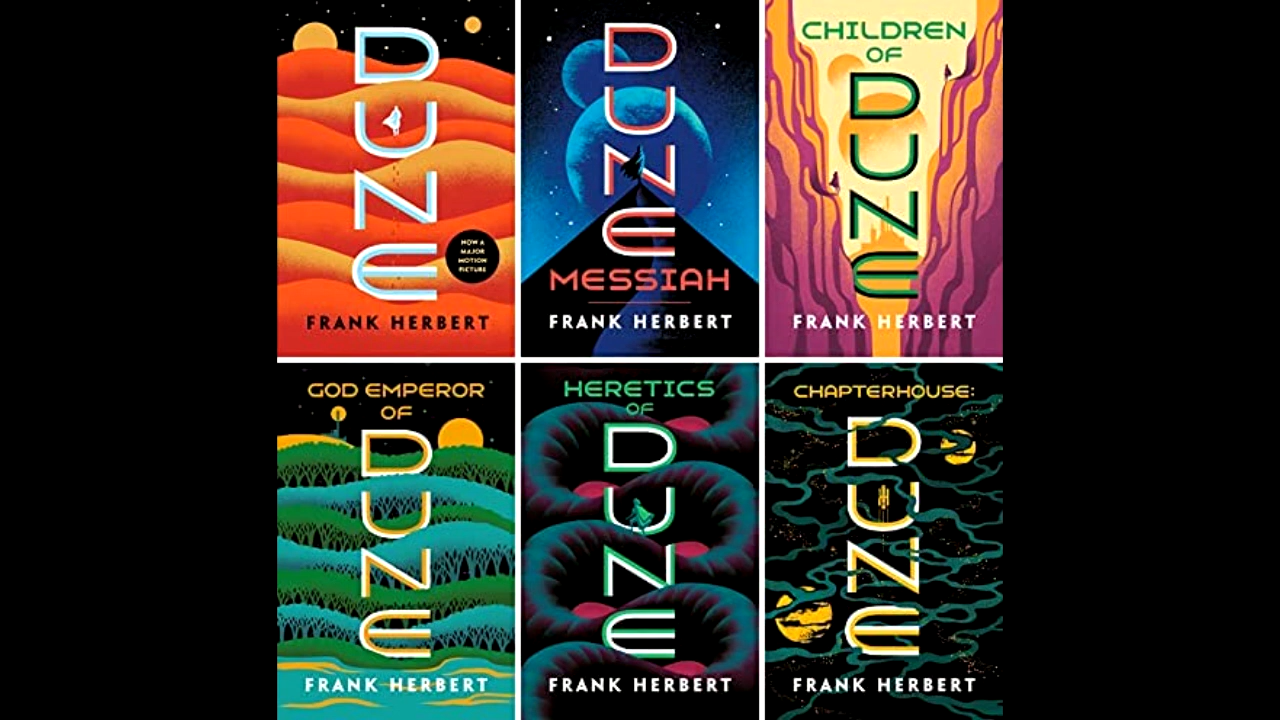 DUNE
NOW A
MAJOR
MOTION
PICTURE
FRANK HERBERT
DUNE
MESSIAH
FRANK HERBERT
CHILDREN
OF
DUNE
FRANK HERBERT
GOD EMPEROR
OF
DUNE
FRANK HERBERT
HERETICS
OF
DUNE
FRANK HERBERT
CHAPTERHOUSE:
DUNE
FRANK HERBERT